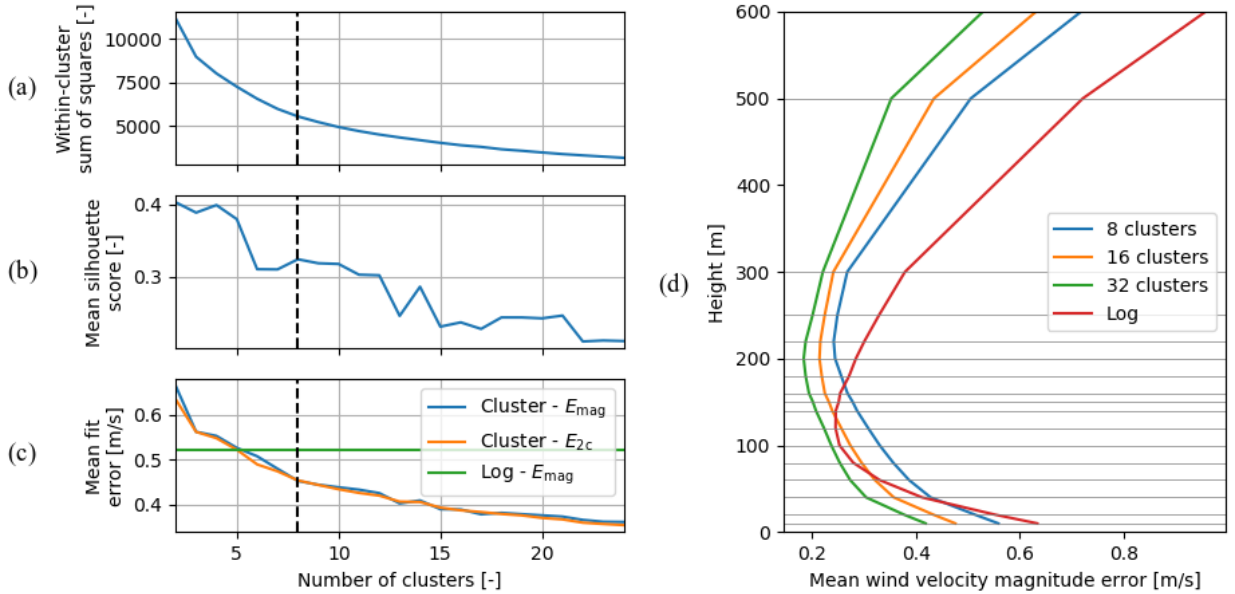 (a)
Within-cluster
sum of squares [-]
10000
7500
5000
(b)
Mean silhouette
score [-]
0.4
0.3
(c)
Mean fit
error [m/s]
0.6
0.5
0.4
Cluster - E_mag
Cluster - E_2c
Log - E_mag
5
10
15
20
Number of clusters [-]
(d)
Height [m]
600
500
400
300
200
100
0
8 clusters
16 clusters
32 clusters
Log
0.2
0.4
0.6
0.8
Mean wind velocity magnitude error [m/s]